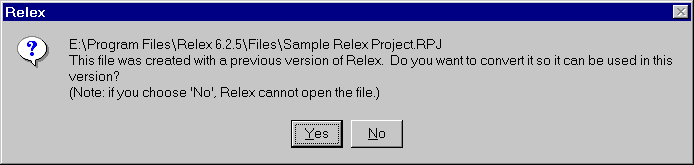 Relex
E:\Program Files\Relex 6.2.5\Files\Sample Relex Project.RPJ
This file was created with a previous version of Relex.  Do you want to convert it so it can be used in this
version?
(Note: if you choose 'No', Relex cannot open the file.)
Yes
No